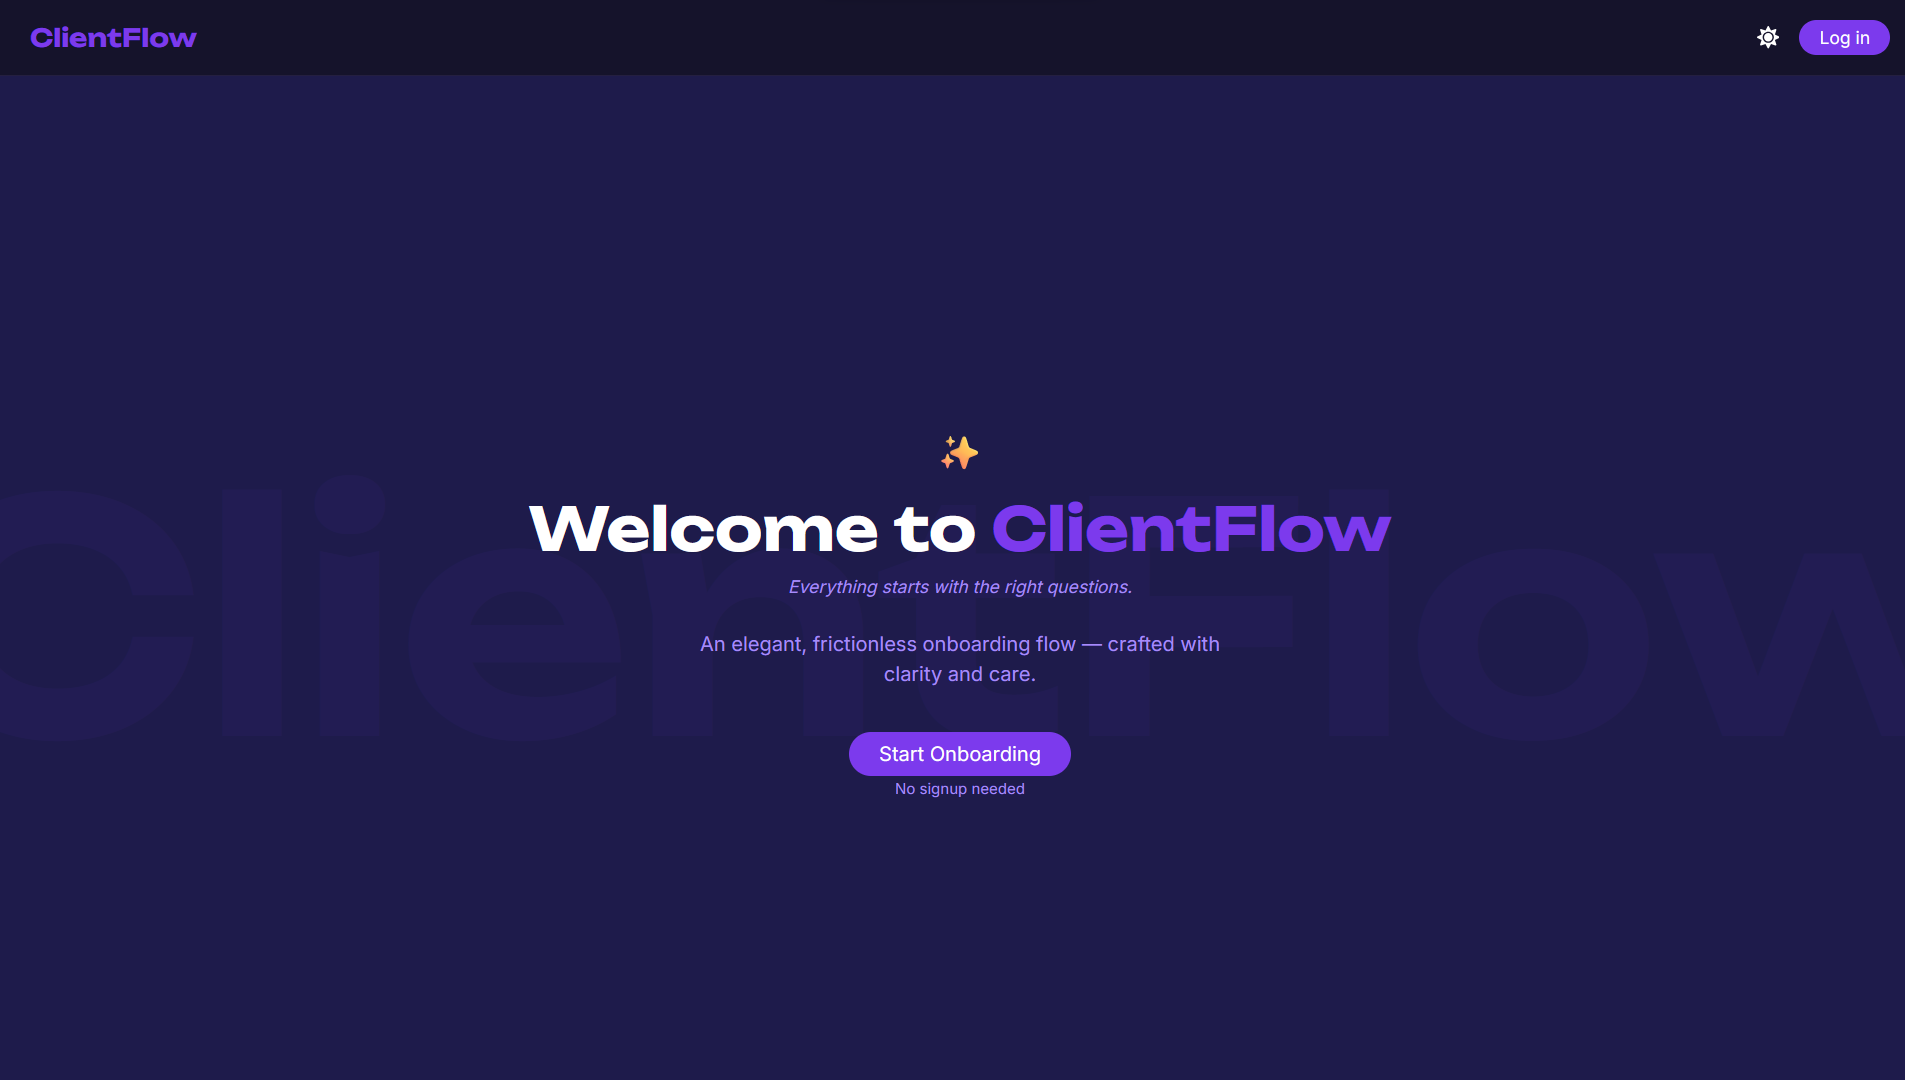 ClientFlow
Log in
ClientFlow
Welcome to ClientFlow
Everything starts with the right questions.
An elegant, frictionless onboarding flow — crafted with
clarity and care.
Start Onboarding
No signup needed